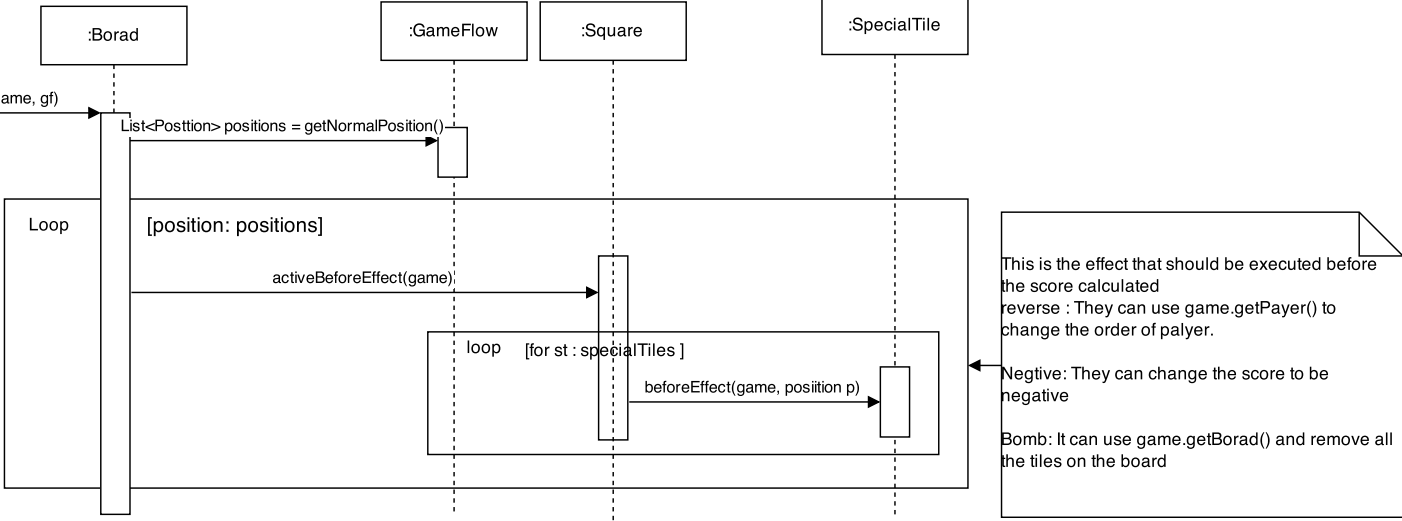 :Borad
:GameFlow
:Square
:SpecialTile
ame, gf)
List<Posttion> positions = getNormalPosition()
Loop
[position: positions]
activeBeforeEffect(game)
loop
[for st : specialTiles ]
beforeEffect(game, posiition p)
This is the effect that should be executed before
the score calculated
reverse : They can use game.getPayer() to
change the order of palyer.
Negtive: They can change the score to be
negative
Bomb: It can use game.getBorad() and remove all
the tiles on the board